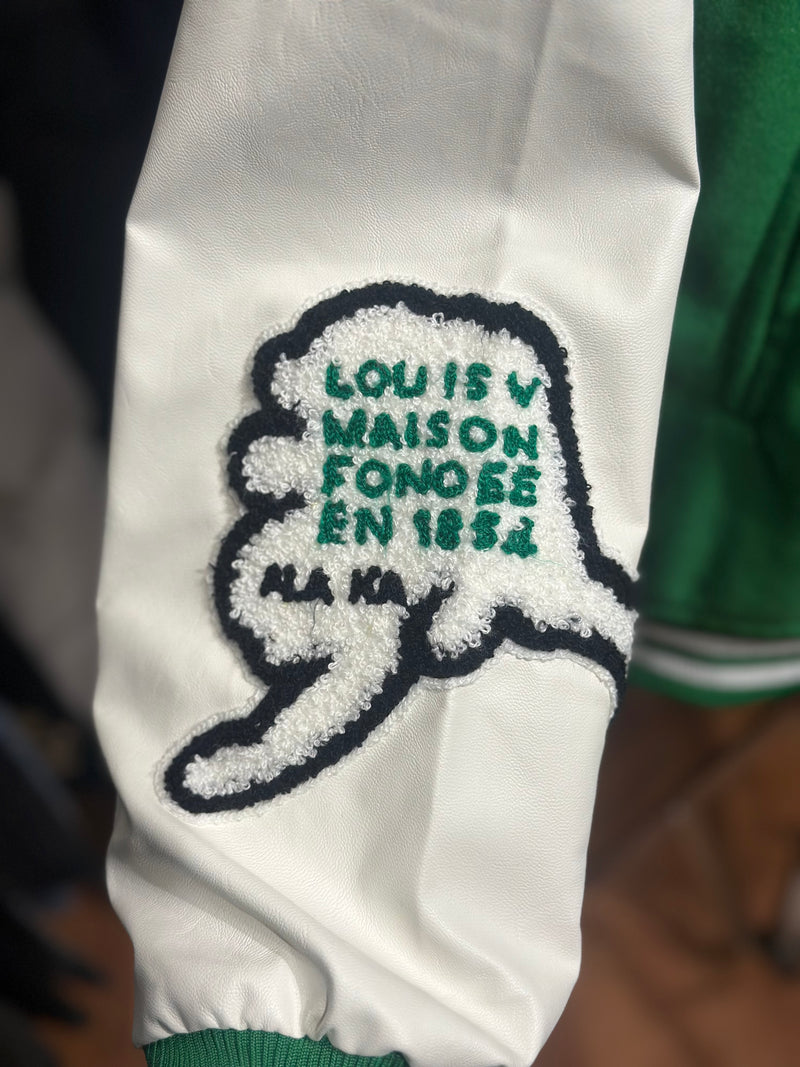 LOUIS V
MAISON
FONOEE
EN 1854
ALA KA